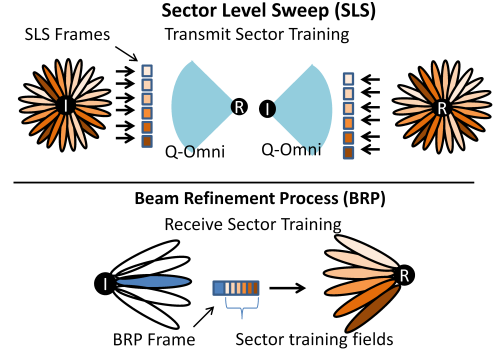 Sector Level Sweep (SLS)
SLS Frames
Transmit Sector Training
I
R
I
R
Q-Omni
Q-Omni
Beam Refinement Process (BRP)
Receive Sector Training
I
R
BRP Frame
Sector training fields